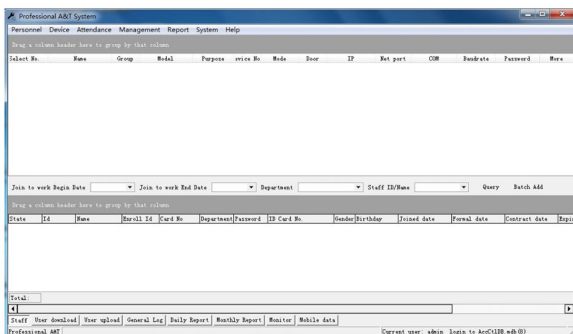 Professional A&T System
Personnel Device Attendance Management Report System Help
Drag a column header here to group by that column
Select No. Name Group Modal Purpose rvice No Mode Door IP Net port COM Baudrate Password More
Join to work Begin Date Join to work End Date Department Staff ID/Name Query Batch Add
Drag a column header here to group by that column
State Id Name Enroll Id Card No Department Password ID Card No. Gender Birthday Joined date Formal date Contract date Expir
Total:
Staff User download User upload General Log Daily Report Monthly Report Monitor Mobile data
Professional A&T Current user: admin login to AccCtlDB.mdb(8)